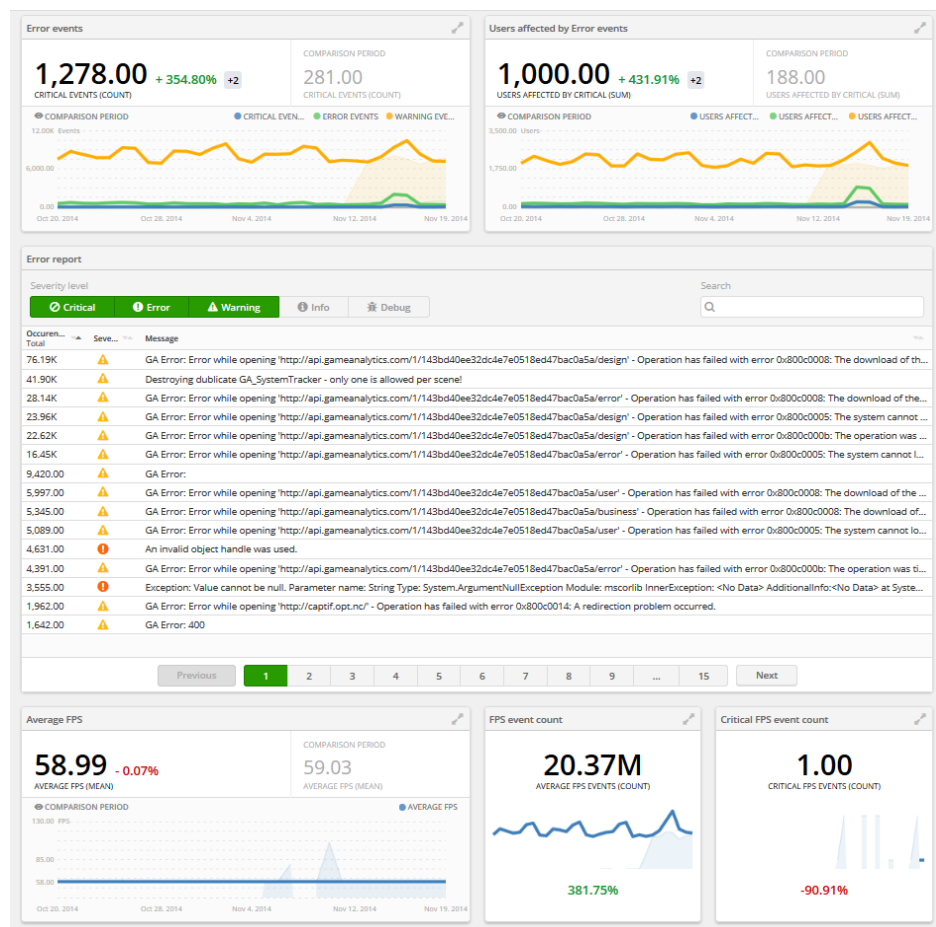 Error events
1,278.00 + 354.80% +2
CRITICAL EVENTS (COUNT)
COMPARISON PERIOD
281.00
CRITICAL EVENTS (COUNT)
COMPARISON PERIOD CRITICAL EVEN... ERROR EVENTS WARNING EVE...
12.00K Events
6,000.00
0.00
Oct 20, 2014 Oct 28, 2014 Nov 4, 2014 Nov 12, 2014 Nov 19, 2014
Users affected by Error events
1,000.00 + 431.91% +2
USERS AFFECTED BY CRITICAL (SUM)
COMPARISON PERIOD
188.00
USERS AFFECTED BY CRITICAL (SUM)
COMPARISON PERIOD USERS AFFECT... USERS AFFECT... USERS AFFECT...
3,500.00 Users
1,750.00
0.00
Oct 20, 2014 Oct 28, 2014 Nov 4, 2014 Nov 12, 2014 Nov 19, 2014
Error report
Severity level
Search
Critical Error Warning Info Debug
Occuren... Total Seve... Message
76.19K GA Error: Error while opening 'http://api.gameanalytics.com/1/143bd40ee32dc4e7e0518ed47bac0a5a/design' - Operation has failed with error 0x800c0008: The download of th...
41.90K Destroying dublicate GA_SystemTracker - only one is allowed per scene!
28.14K GA Error: Error while opening 'http://api.gameanalytics.com/1/143bd40ee32dc4e7e0518ed47bac0a5a/error' - Operation has failed with error 0x800c0008: The download of the...
23.96K GA Error: Error while opening 'http://api.gameanalytics.com/1/143bd40ee32dc4e7e0518ed47bac0a5a/design' - Operation has failed with error 0x800c0005: The system cannot ...
22.62K GA Error: Error while opening 'http://api.gameanalytics.com/1/143bd40ee32dc4e7e0518ed47bac0a5a/design' - Operation has failed with error 0x800c000b: The operation was ...
16.45K GA Error: Error while opening 'http://api.gameanalytics.com/1/143bd40ee32dc4e7e0518ed47bac0a5a/error' - Operation has failed with error 0x800c0005: The system cannot l...
9,420.00 GA Error:
5,997.00 GA Error: Error while opening 'http://api.gameanalytics.com/1/143bd40ee32dc4e7e0518ed47bac0a5a/user' - Operation has failed with error 0x800c0008: The download of the ...
5,345.00 GA Error: Error while opening 'http://api.gameanalytics.com/1/143bd40ee32dc4e7e0518ed47bac0a5a/business' - Operation has failed with error 0x800c0008: The download of...
5,089.00 GA Error: Error while opening 'http://api.gameanalytics.com/1/143bd40ee32dc4e7e0518ed47bac0a5a/user' - Operation has failed with error 0x800c0005: The system cannot lo...
4,631.00 An invalid object handle was used.
4,391.00 GA Error: Error while opening 'http://api.gameanalytics.com/1/143bd40ee32dc4e7e0518ed47bac0a5a/error' - Operation has failed with error 0x800c000b: The operation was ti...
3,555.00 Exception: Value cannot be null. Parameter name: String Type: System.ArgumentNullException Module: mscorlib InnerException: <No Data> AdditionalInfo:<No Data> at Syste...
1,962.00 GA Error: Error while opening 'http://captif.opt.nc/' - Operation has failed with error 0x800c0014: A redirection problem occurred.
1,642.00 GA Error: 400
Previous 1 2 3 4 5 6 7 8 9 ... 15 Next
Average FPS
58.99 - 0.07%
AVERAGE FPS (MEAN)
COMPARISON PERIOD
59.03
AVERAGE FPS (MEAN)
COMPARISON PERIOD AVERAGE FPS
130.00 FPS
85.00
58.00
Oct 20, 2014 Oct 28, 2014 Nov 4, 2014 Nov 12, 2014 Nov 19, 2014
FPS event count
20.37M
AVERAGE FPS EVENTS (COUNT)
381.75%
Critical FPS event count
1.00
CRITICAL FPS EVENTS (COUNT)
-90.91%